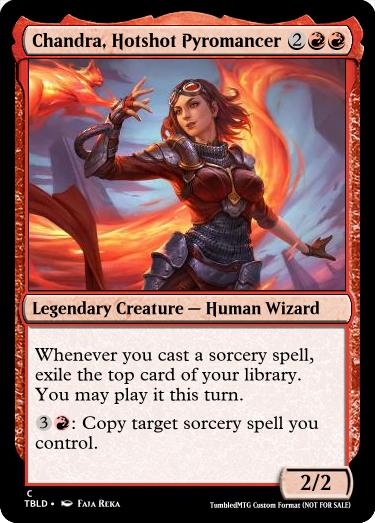 Chandra, Hotshot Pyromancer 2
Legendary Creature — Human Wizard
Whenever you cast a sorcery spell,
exile the top card of your library.
You may play it this turn.
3 : Copy target sorcery spell you
control.
2/2
C
TBLD • Faja Reka
TumbledMTG Custom Format (NOT FOR SALE)